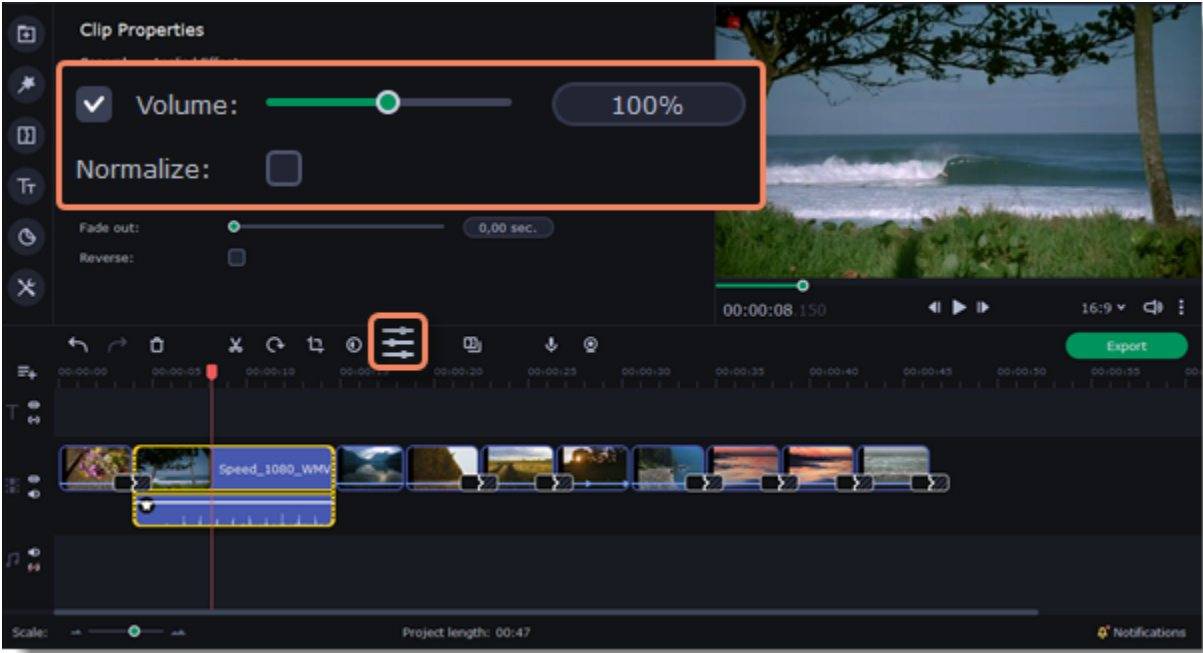 Clip Properties
Volume: 100%
Normalize:
Fade out: 0,00 sec.
Reverse:
00:00:08.150 16:9
Export
00:00:00 00:00:05 00:00:10 00:00:15 00:00:20 00:00:25 00:00:30 00:00:35 00:00:40 00:00:45 00:00:50 00:00:55
Speed_1080_WMV
Scale: Project length: 00:47 Notifications